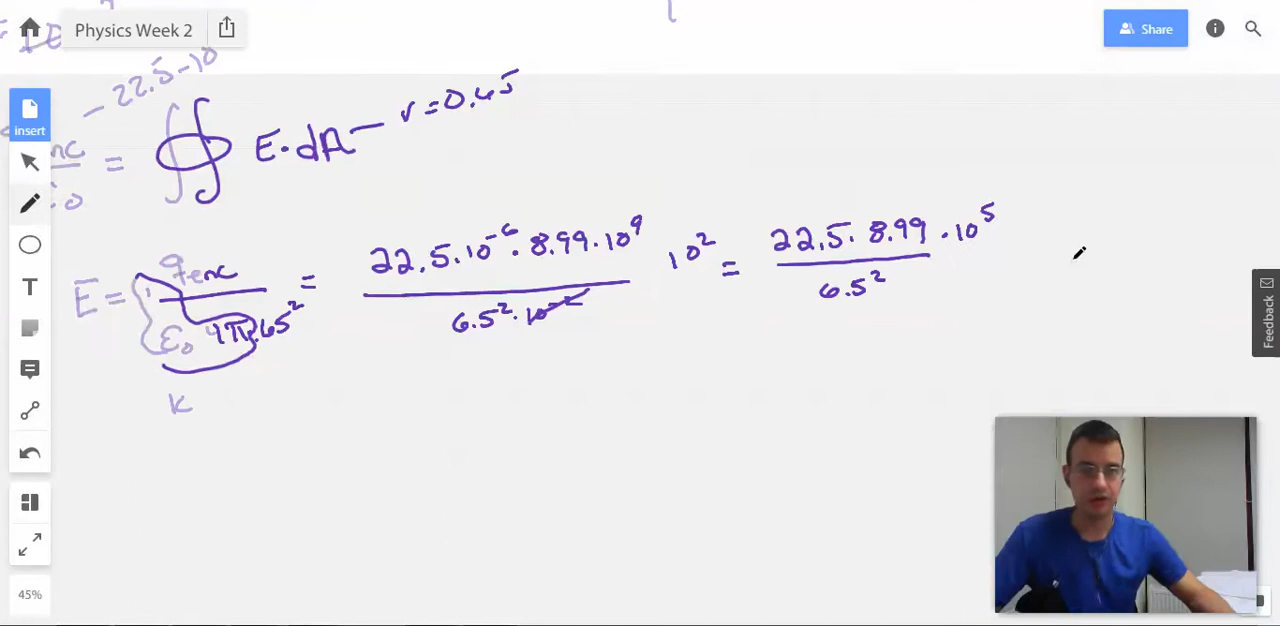 Physics Week 2
Share
insert
T
45%
Feedback
- 22.5 - 10
= ∯ E · dA - r = 0.65
E = qenc / ε0 4π.65² = 22.5 · 10⁻⁶ · 8.99 · 10⁹ / 6.5² · 10⁻² 10² = 22.5 · 8.99 · 10⁵ / 6.5²
k